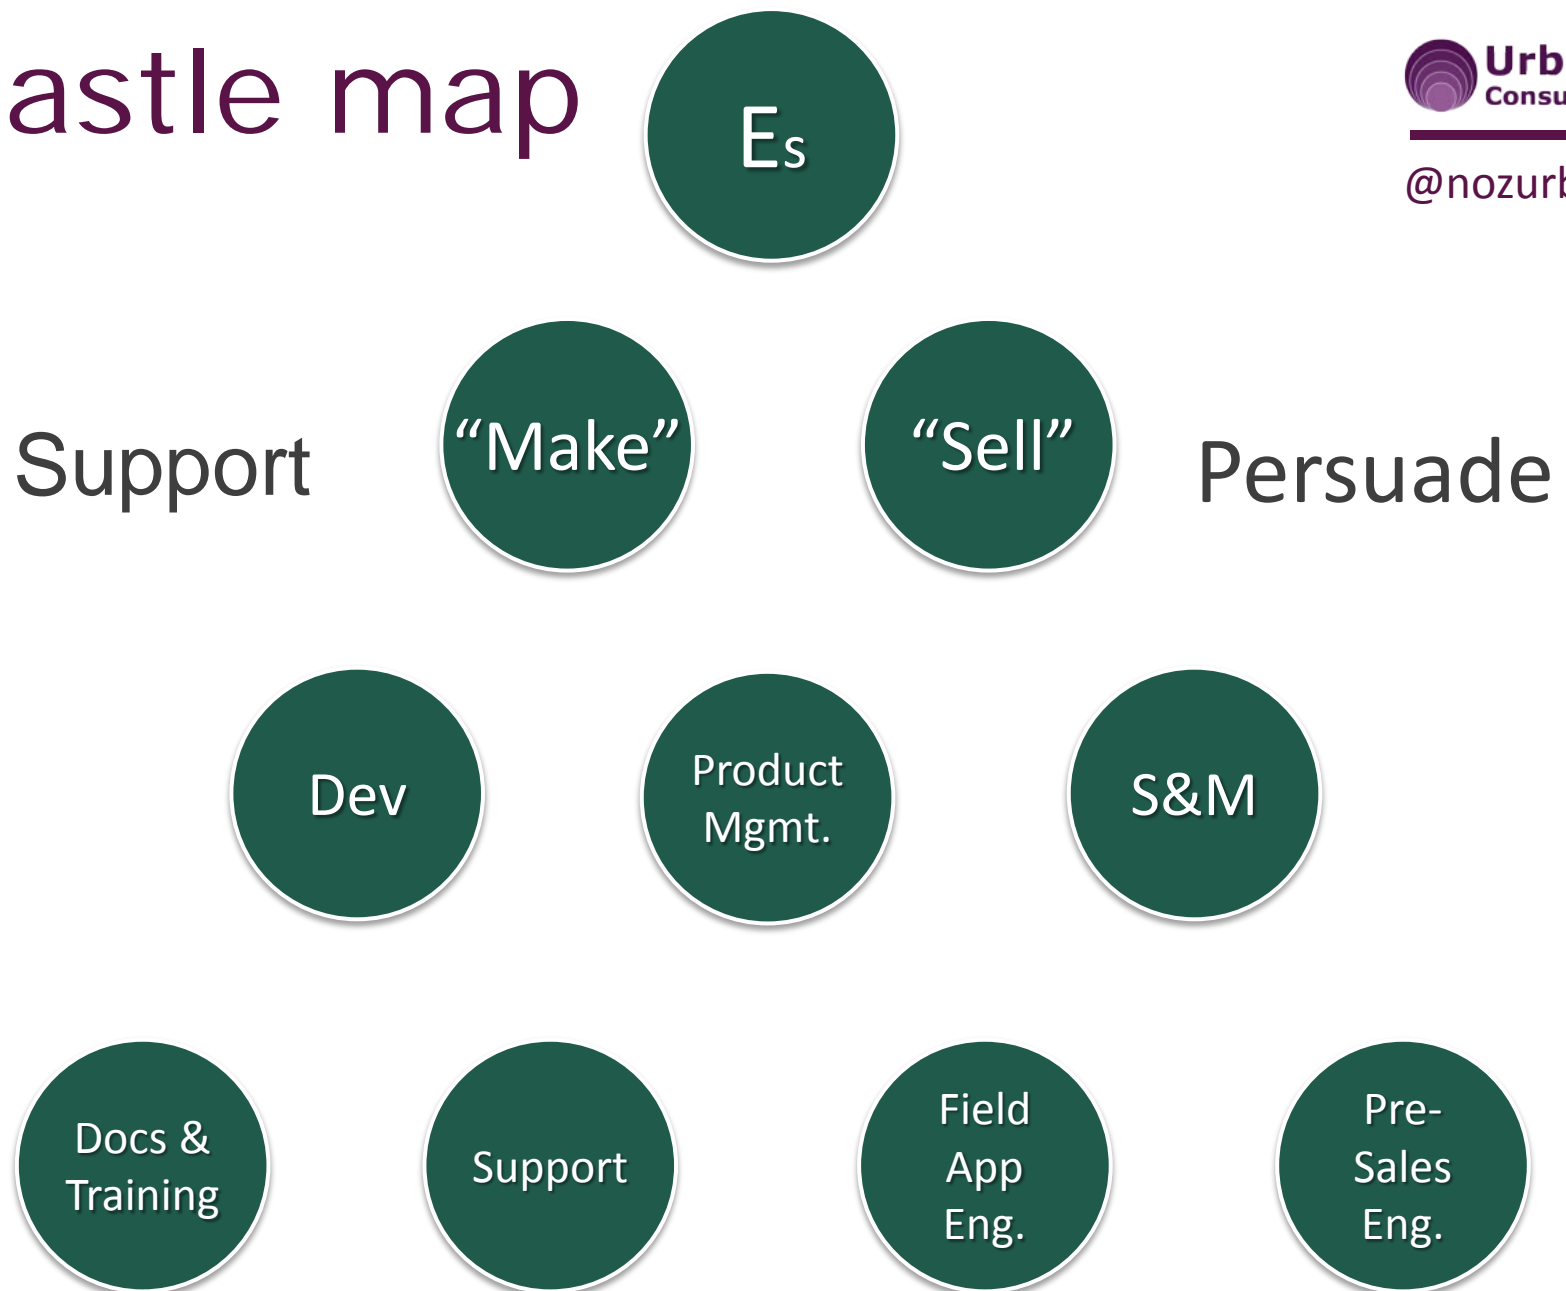 astle map
Es
Urb
Consu
@nozurb
Support
“Make”
“Sell”
Persuade
Dev
Product
Mgmt.
S&M
Docs &
Training
Support
Field
App
Eng.
Pre-
Sales
Eng.